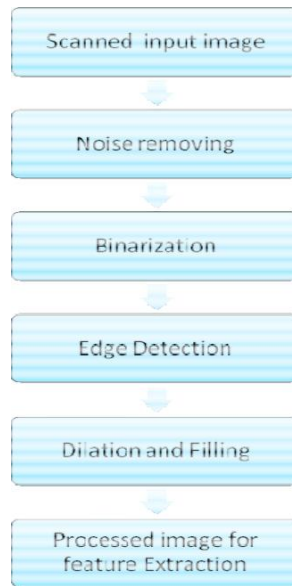 Scanned input image
Noise removing
Binarization
Edge Detection
Dilation and Filling
Processed image for
feature Extraction